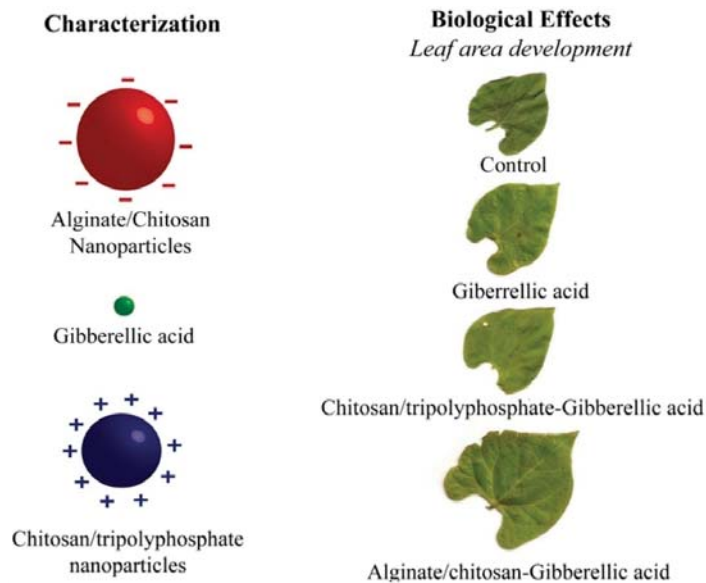 Characterization
Alginate/Chitosan
Nanoparticles
Gibberellic acid
Chitosan/tripolyphosphate
nanoparticles
Biological Effects
Leaf area development
Control
Giberrellic acid
Chitosan/tripolyphosphate-Gibberellic acid
Alginate/chitosan-Gibberellic acid